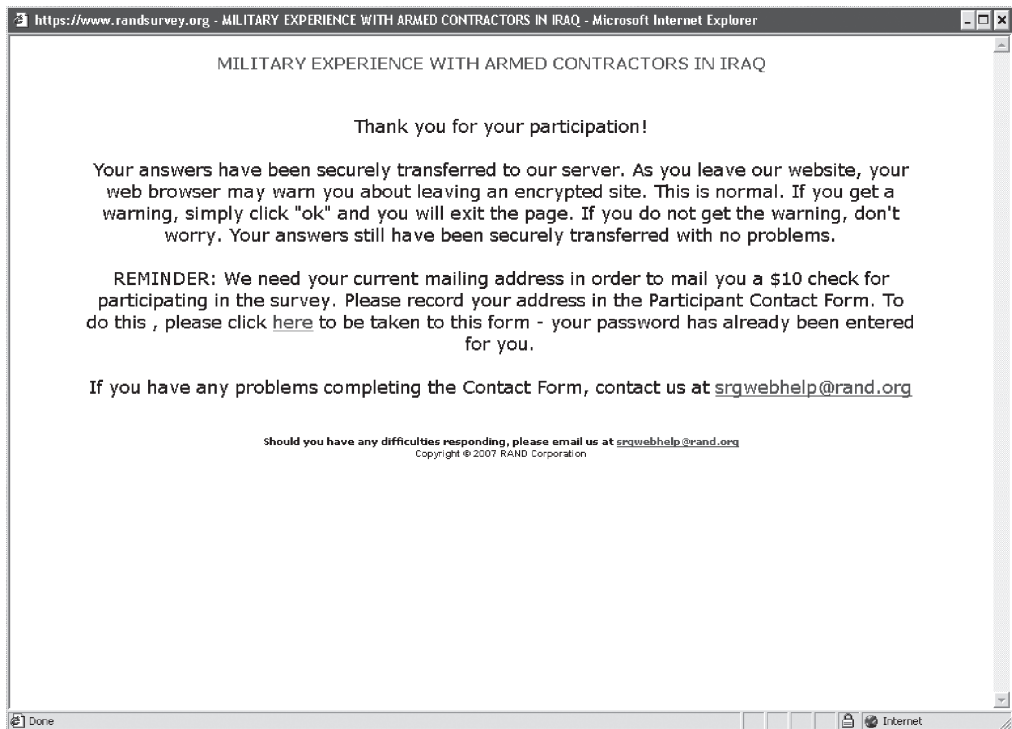 https://www.randsurvey.org - MILITARY EXPERIENCE WITH ARMED CONTRACTORS IN IRAQ - Microsoft Internet Explorer
MILITARY EXPERIENCE WITH ARMED CONTRACTORS IN IRAQ
Thank you for your participation!
Your answers have been securely transferred to our server. As you leave our website, your
web browser may warn you about leaving an encrypted site. This is normal. If you get a
warning, simply click "ok" and you will exit the page. If you do not get the warning, don't
worry. Your answers still have been securely transferred with no problems.
REMINDER: We need your current mailing address in order to mail you a $10 check for
participating in the survey. Please record your address in the Participant Contact Form. To
do this , please click here to be taken to this form - your password has already been entered
for you.
If you have any problems completing the Contact Form, contact us at srgwebhelp@rand.org
Should you have any difficulties responding, please email us at srgwebhelp@rand.org
Copyright © 2007 RAND Corporation
Done Internet